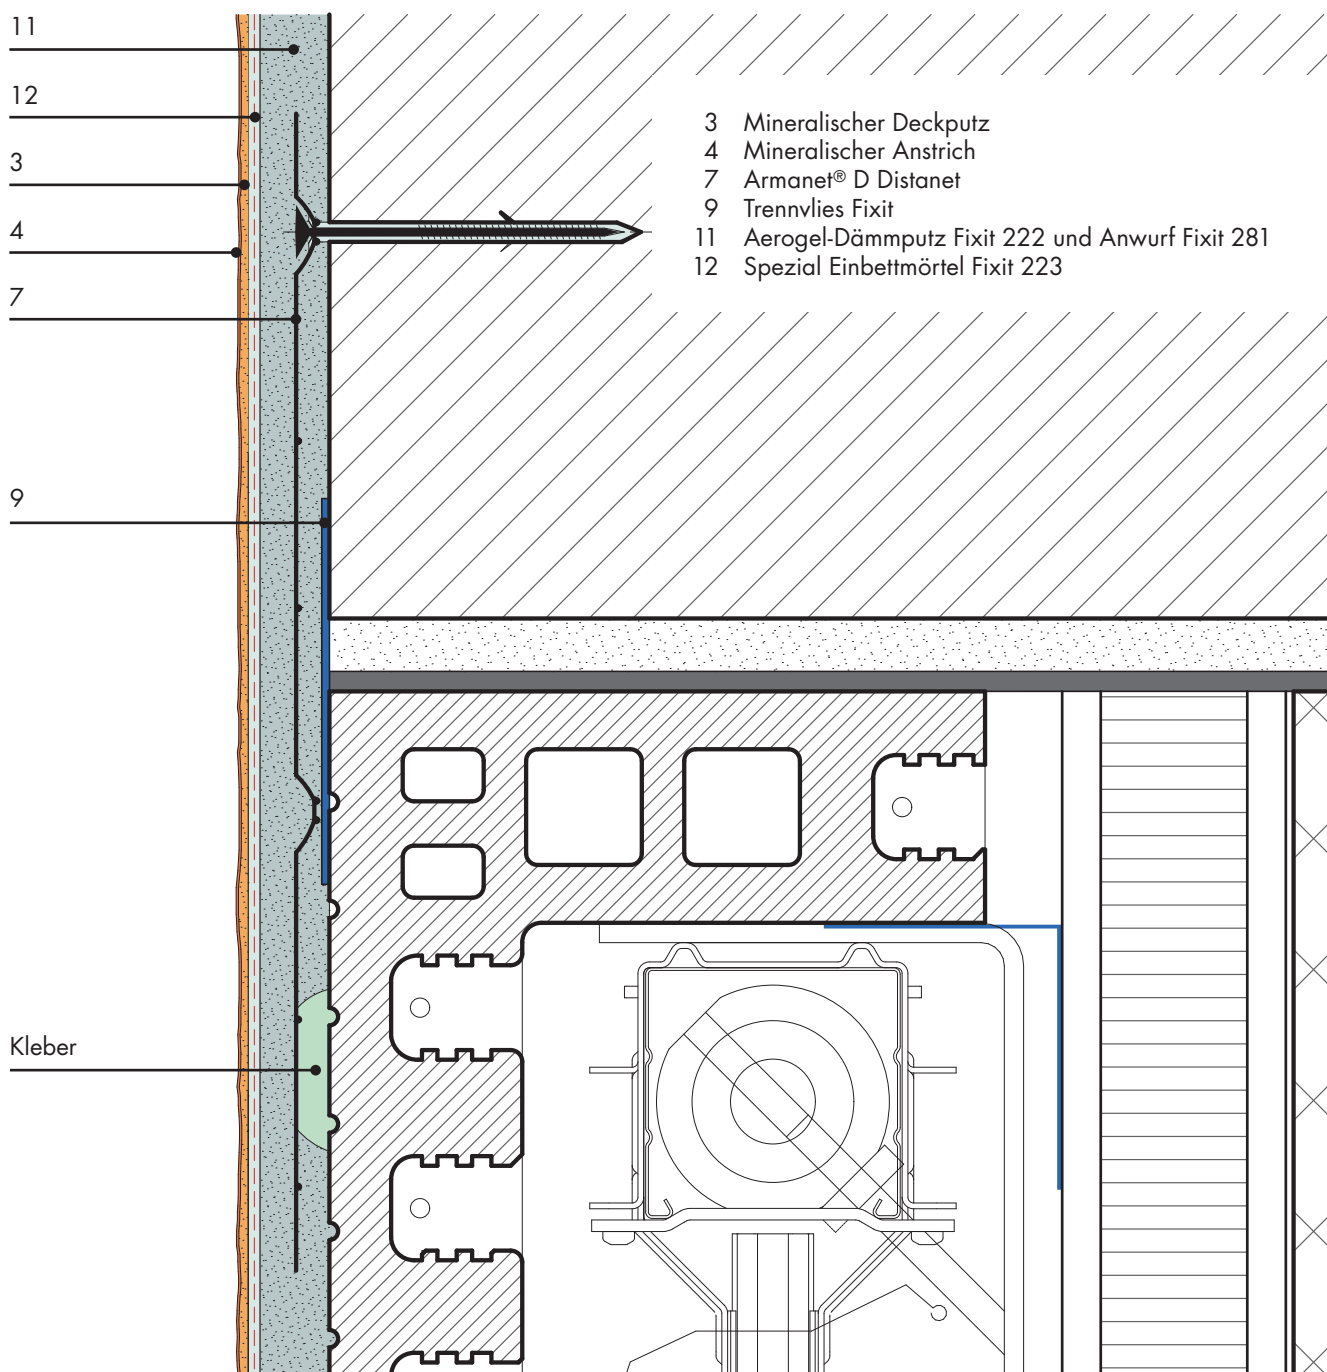 11
12
3
4
7
9
Kleber
3 Mineralischer Deckputz
4 Mineralischer Anstrich
7 Armanet® D Distanet
9 Trennvlies Fixit
11 Aerogel-Dämmputz Fixit 222 und Anwurf Fixit 281
12 Spezial Einbettmörtel Fixit 223